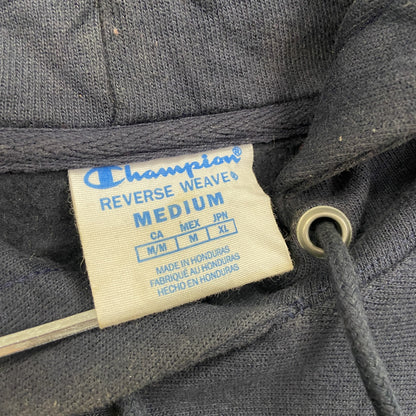 Champion
REVERSE WEAVE
MEDIUM
CA MEX JPN
M/M M XL
MADE IN HONDURAS
FABRIQUÉ AU HONDURAS
HECHO EN HONDURAS